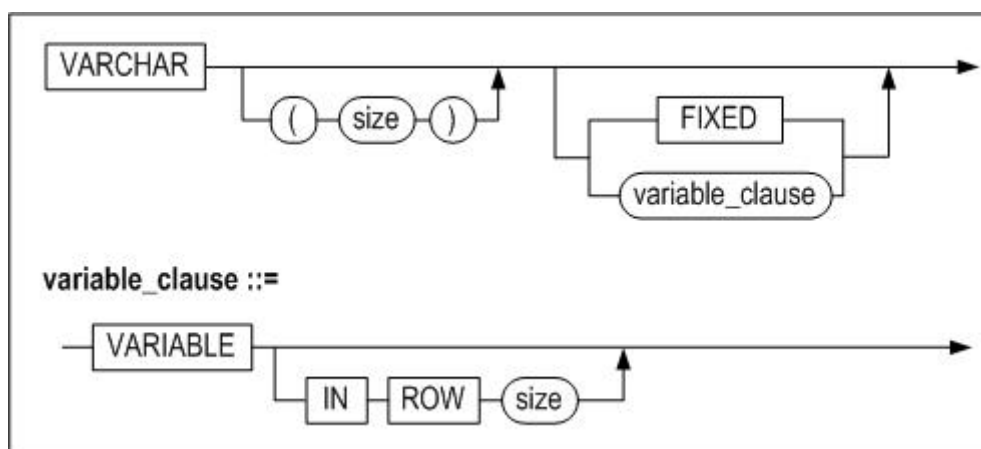 VARCHAR
( size )
FIXED
variable_clause
variable_clause ::=
VARIABLE
IN ROW size